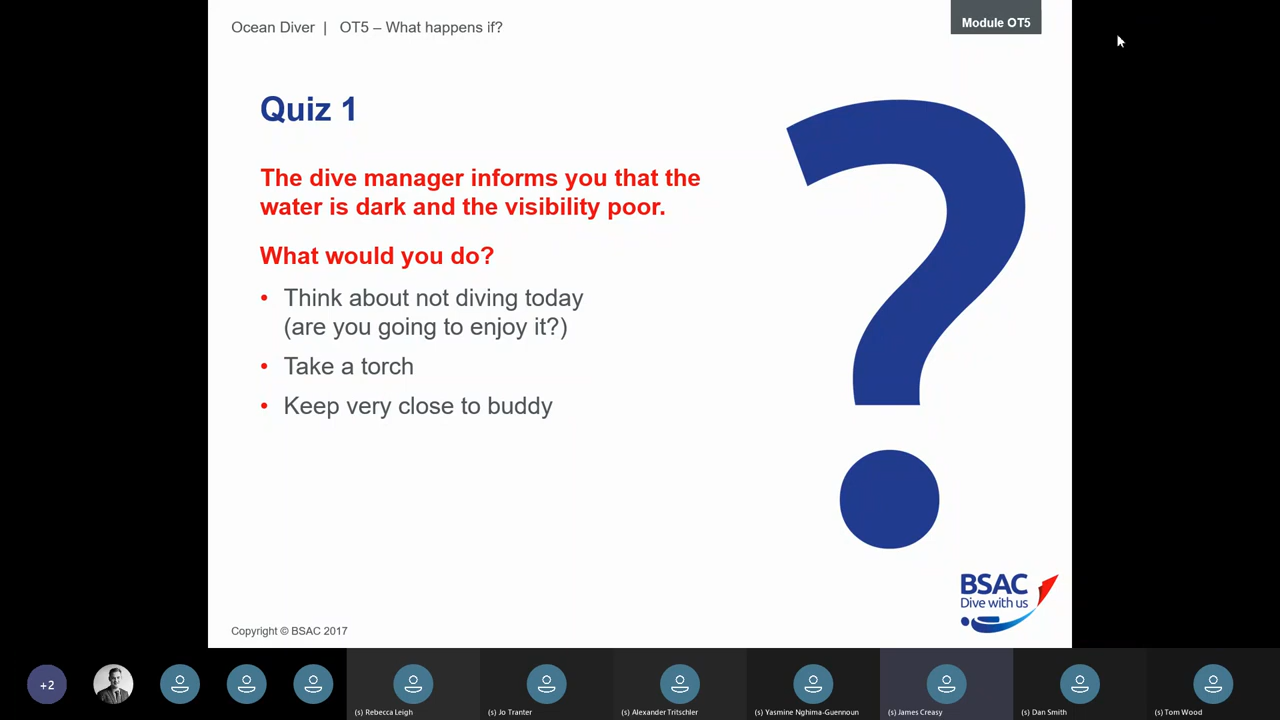 Ocean Diver | OT5 – What happens if?
Module OT5
Quiz 1
The dive manager informs you that the
water is dark and the visibility poor.
What would you do?
• Think about not diving today
(are you going to enjoy it?)
• Take a torch
• Keep very close to buddy
?
BSAC
Dive with us
Copyright © BSAC 2017
+2
(s) Rebecca Leigh
(s) Jo Tranter
(s) Alexander Tritschler
(s) Yasmine Nghima-Guennoun
(s) James Creasy
(s) Dan Smith
(s) Tom Wood